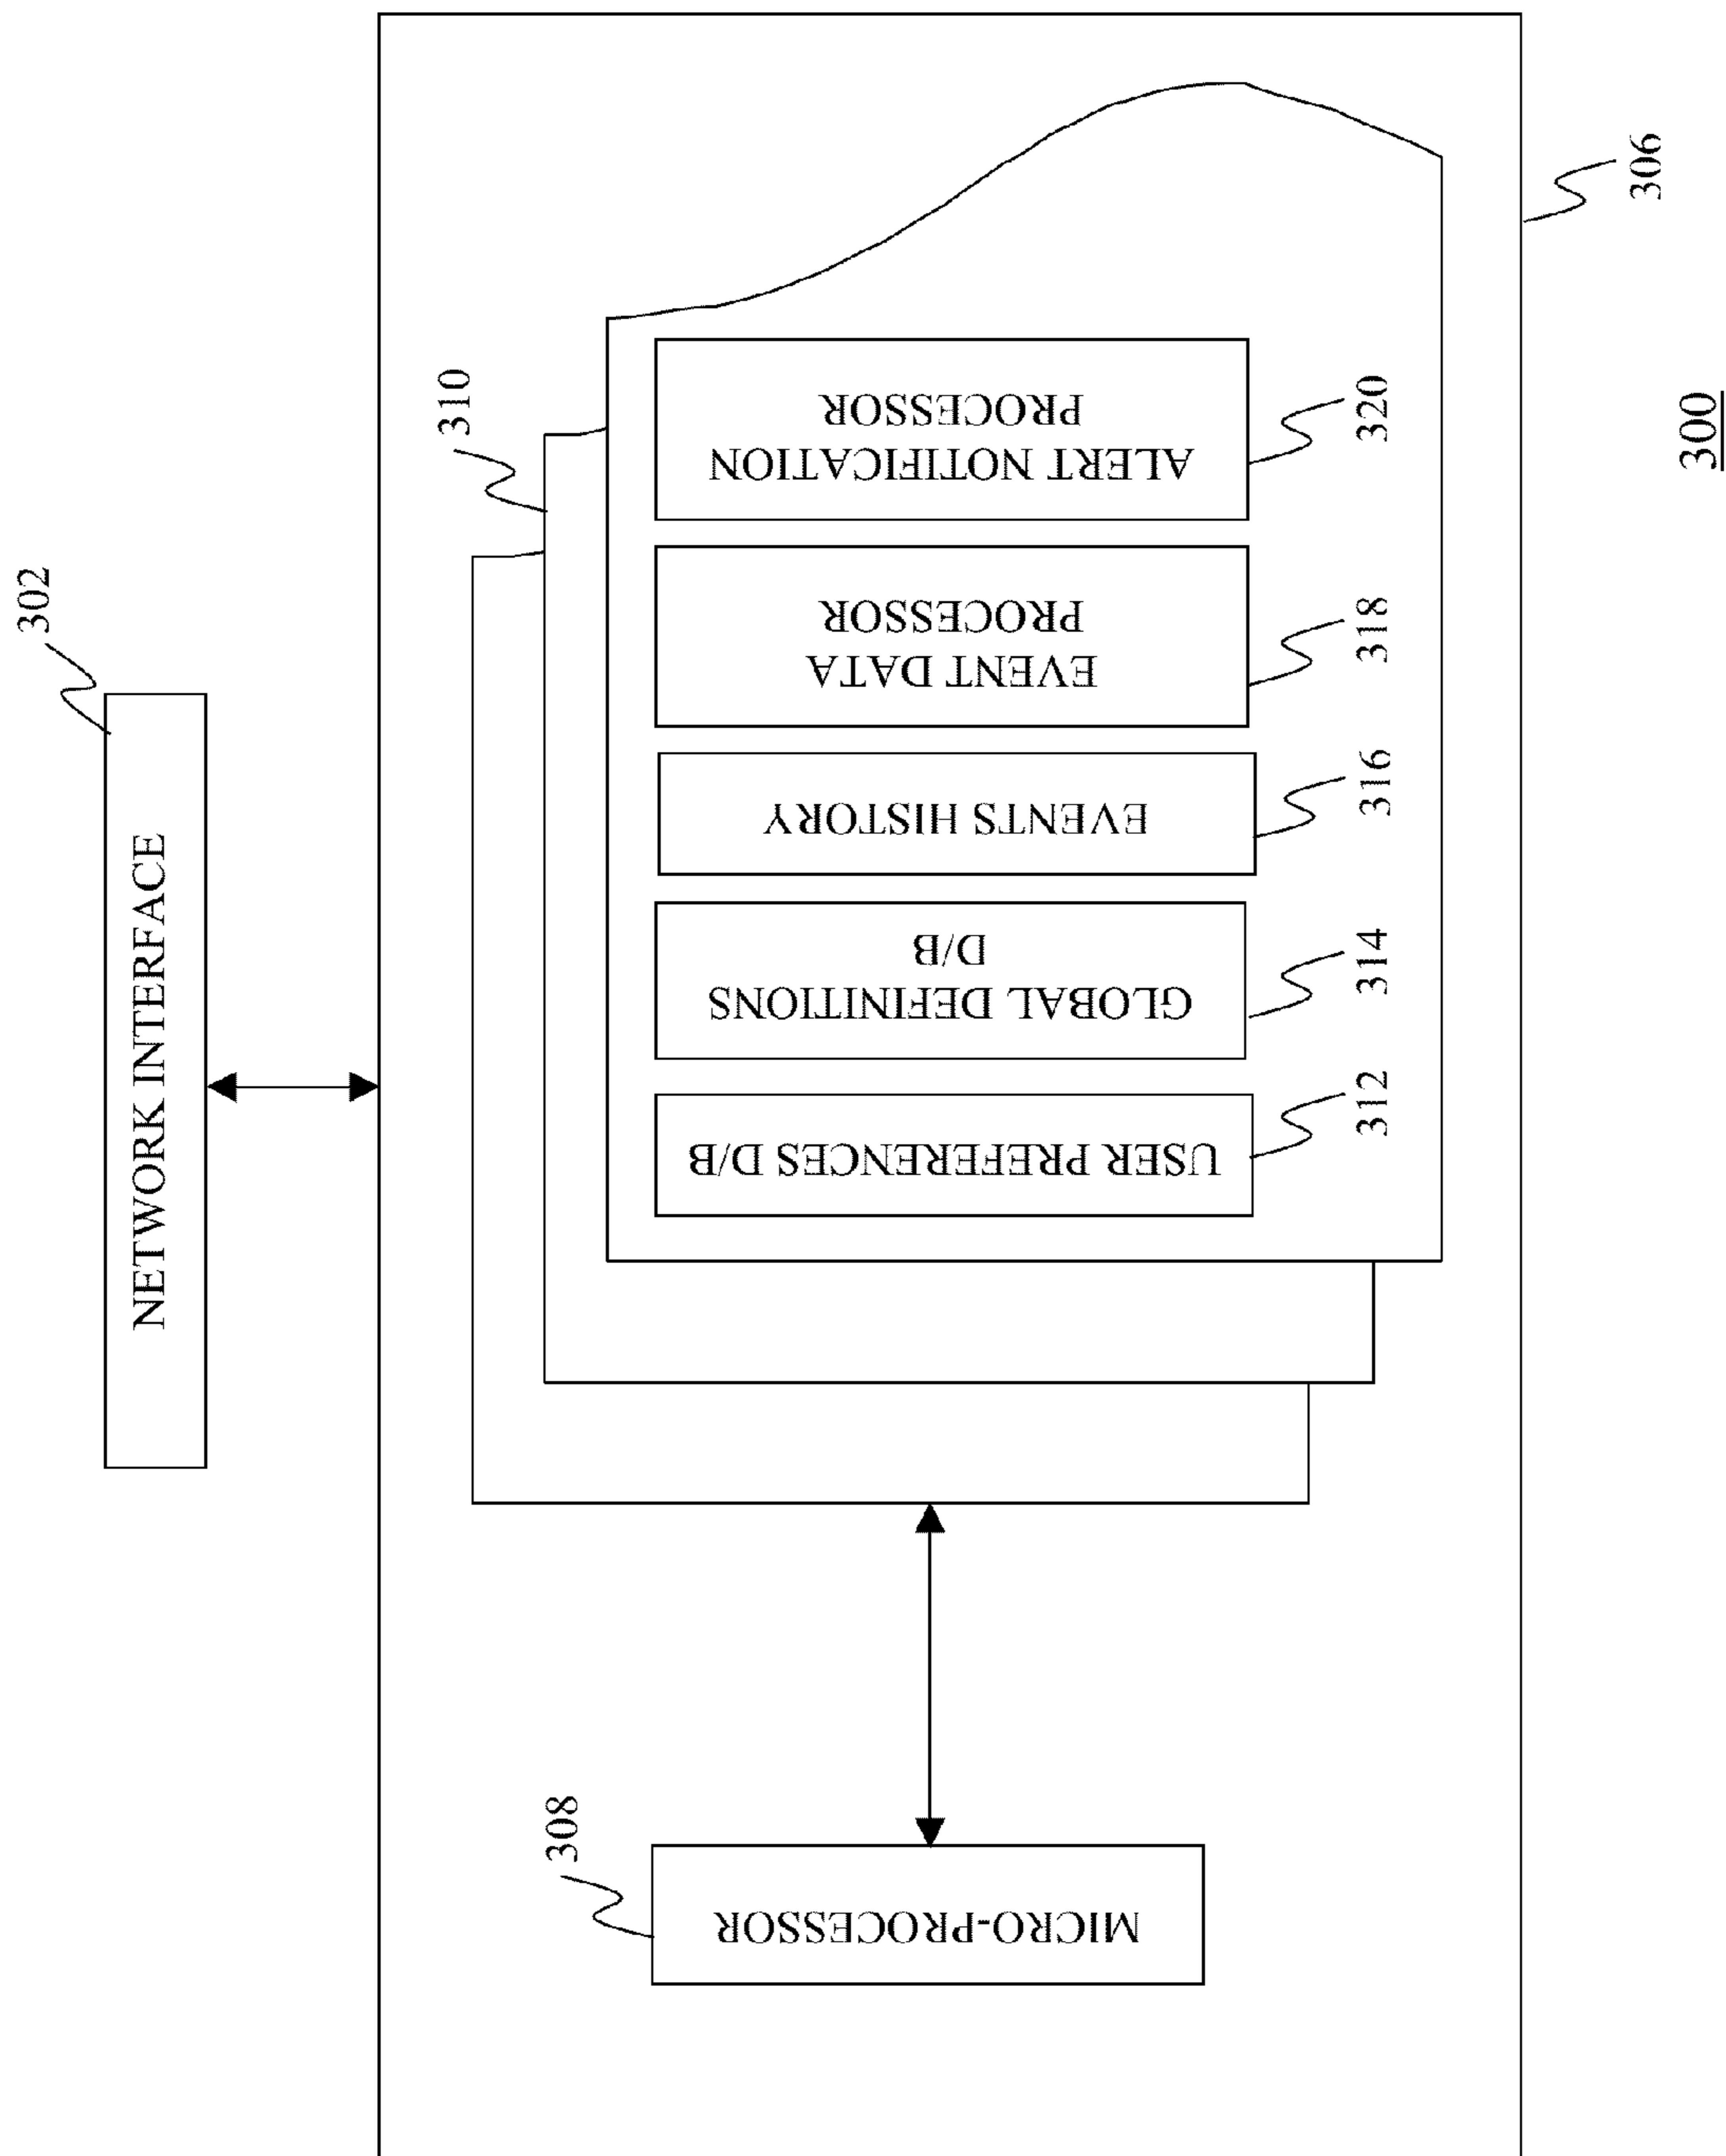 302
NETWORK INTERFACE
310
308
MICRO-PROCESSOR
USER PREFERENCES D/B
312
GLOBAL DEFINITIONS
D/B
314
EVENTS HISTORY
316
EVENT DATA
PROCESSOR
318
ALERT NOTIFICATION
PROCESSOR
320
306
300